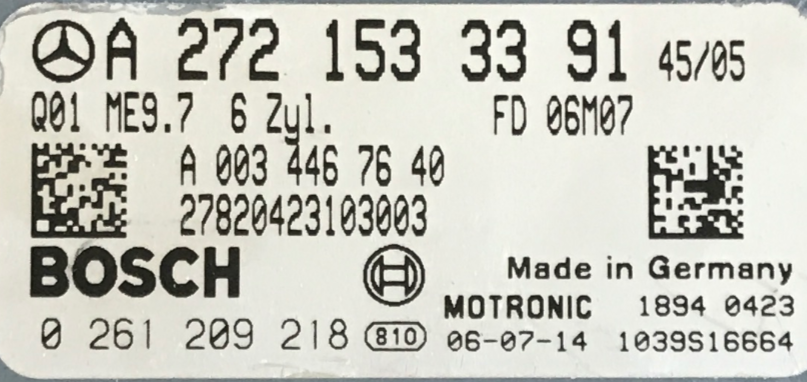 A 272 153 33 91 45/05
Q01 ME9.7 6 Zyl. FD 06M07
A 003 446 76 40
27820423103003
BOSCH Made in Germany
MOTRONIC 1894 0423
0 261 209 218 810 06-07-14 1039S16664